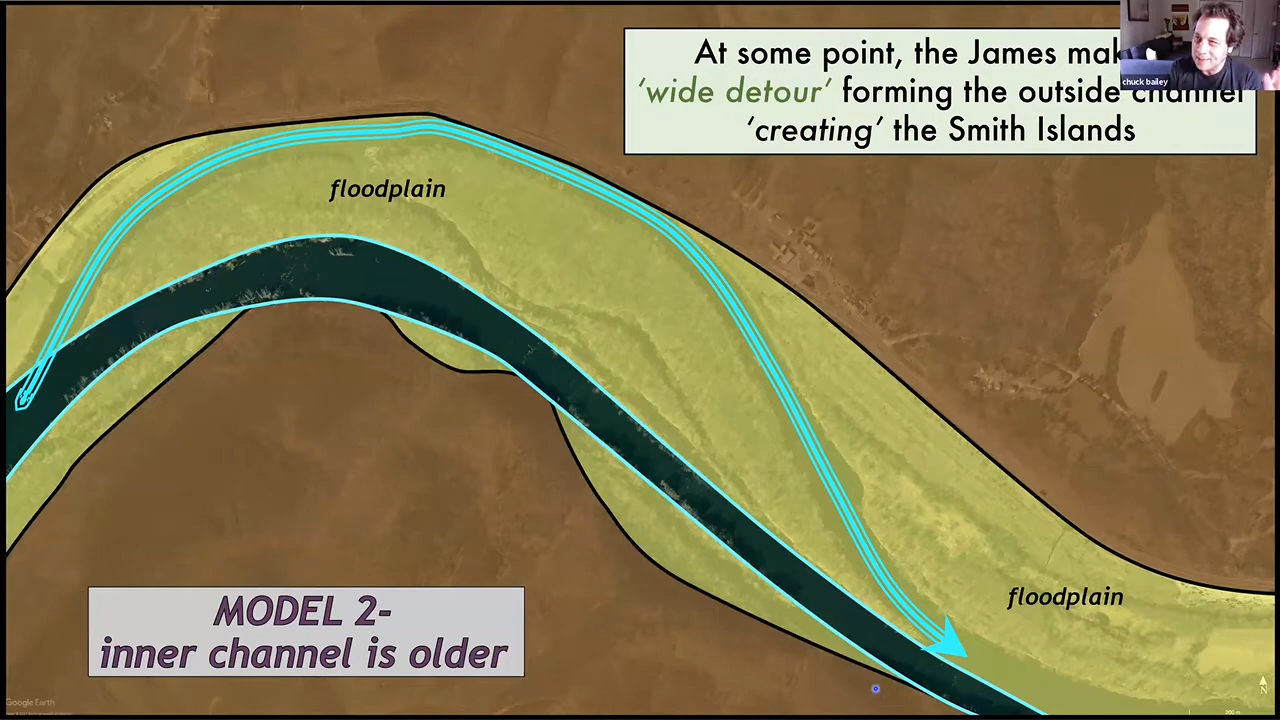 At some point, the James mak
chuck bailey
'wide detour' forming the outside channel
'creating' the Smith Islands
floodplain
floodplain
MODEL 2-
inner channel is older
Google Earth
N